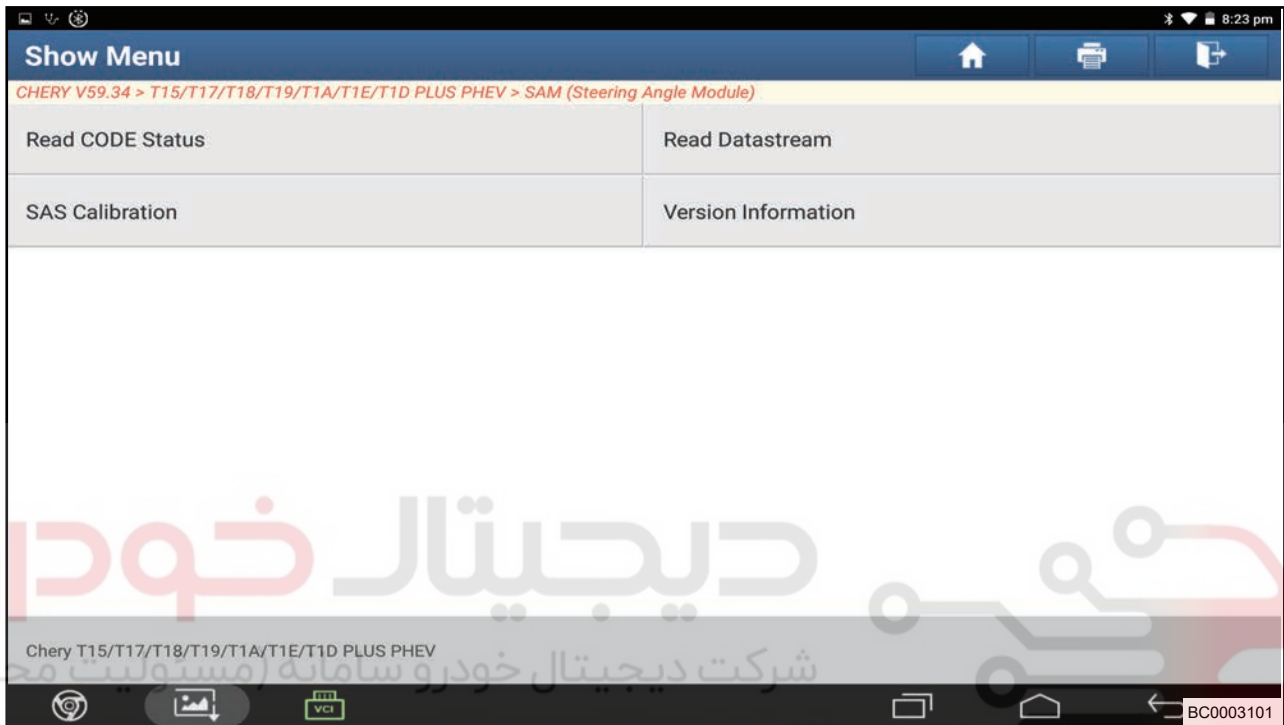 8:23 pm
Show Menu
CHERY V59.34 > T15/T17/T18/T19/T1A/T1E/T1D PLUS PHEV > SAM (Steering Angle Module)
Read CODE Status
Read Datastream
SAS Calibration
Version Information
دیجیتال خودر
Chery T15/T17/T18/T19/T1A/T1E/T1D PLUS PHEV
شرکت دیجیتال خودرو سامانه (مسئولیت مح
VCI
BC0003101